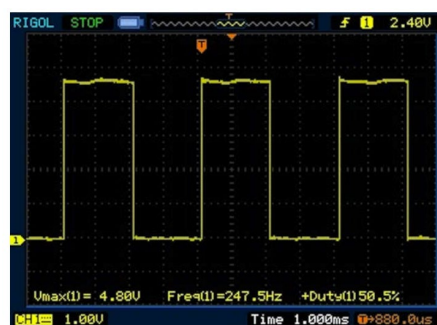 RIGOL STOP T f 1 2.40V
T
1
Vmax(1)= 4.80V Freq(1)=247.5Hz +Duty(1)50.5%
CH1 1.00V Time 1.000ms T→880.0us